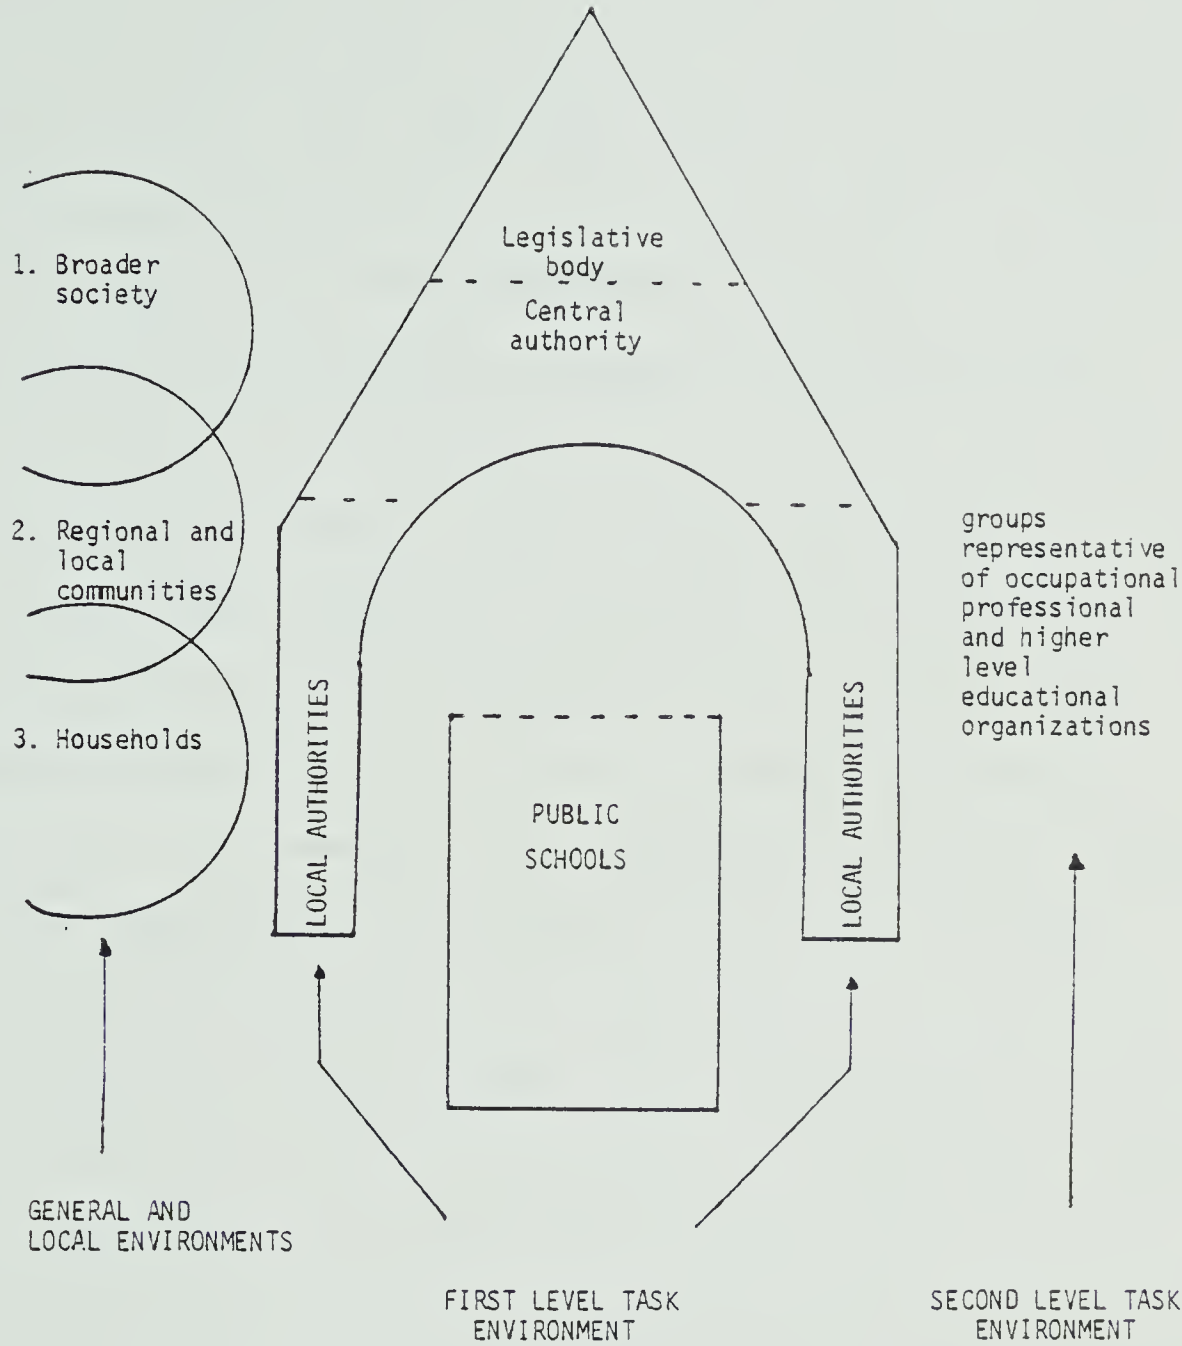 Legislative
body
Central
authority
1. Broader
society
2. Regional and
local
communities
3. Households
LOCAL AUTHORITIES
PUBLIC
SCHOOLS
LOCAL AUTHORITIES
groups
representative
of occupational
professional
and higher
level
educational
organizations
GENERAL AND
LOCAL ENVIRONMENTS
FIRST LEVEL TASK
ENVIRONMENT
SECOND LEVEL TASK
ENVIRONMENT